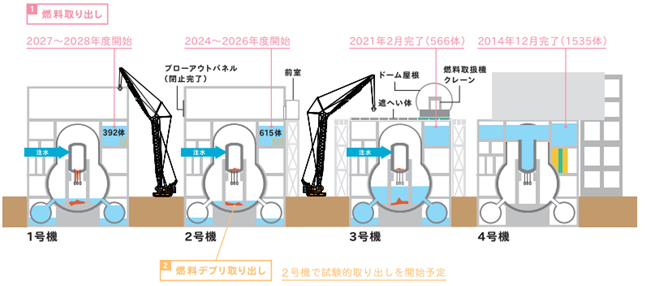 1 燃料取り出し
2027～2028年度開始
2024～2026年度開始
2021年2月完了(566体)
2014年12月完了(1535体)
ブローアウトパネル
(閉止完了)
前室
ドーム屋根
燃料取扱機
クレーン
遮へい体
392体
615体
注水
注水
注水
1号機
2号機
3号機
4号機
2 燃料デブリ取り出し
2号機で試験的取り出しを開始予定